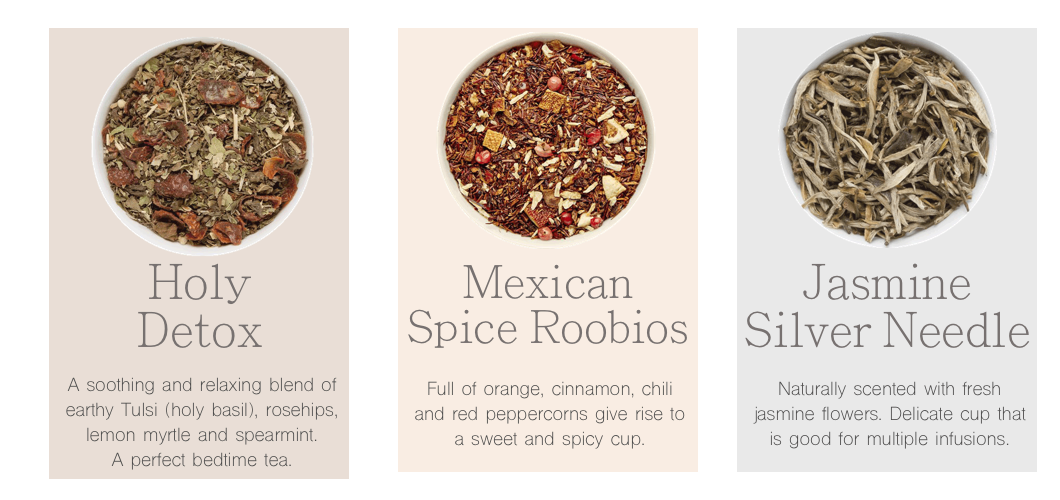 Holy
Detox
A soothing and relaxing blend of
earthy Tulsi (holy basil), rosehips,
lemon myrtle and spearmint.
A perfect bedtime tea.
Mexican
Spice Roobios
Full of orange, cinnamon, chili
and red peppercorns give rise to
a sweet and spicy cup.
Jasmine
Silver Needle
Naturally scented with fresh
jasmine flowers. Delicate cup that
is good for multiple infusions.